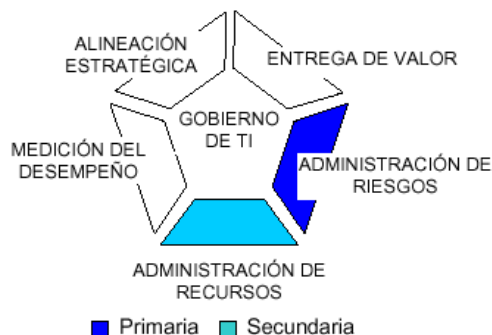 ALINEACIÓN
ESTRATÉGICA
ENTREGA DE VALOR
GOBIERNO
DE TI
MEDICIÓN DEL
DESEMPEÑO
ADMINISTRACIÓN DE
RIESGOS
ADMINISTRACIÓN DE
RECURSOS
Primaria Secundaria